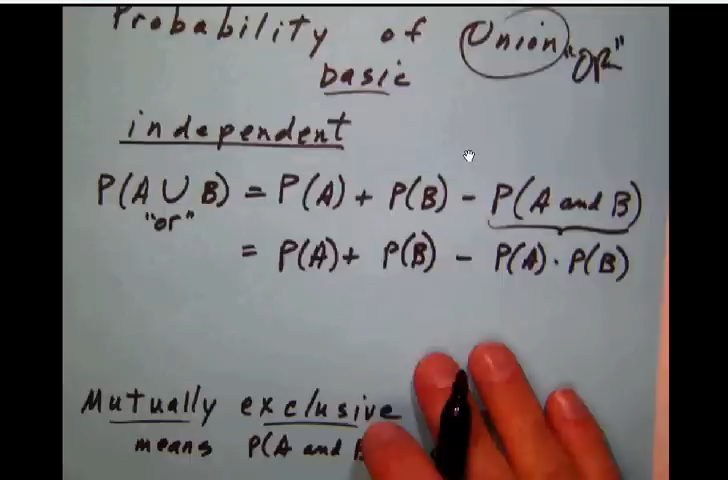 Probability of Union "OR"
basic
independent
P(A ∪ B) = P(A) + P(B) - P(A and B)
"or"
= P(A) + P(B) - P(A) · P(B)
Mutually exclusive
means P(A and B